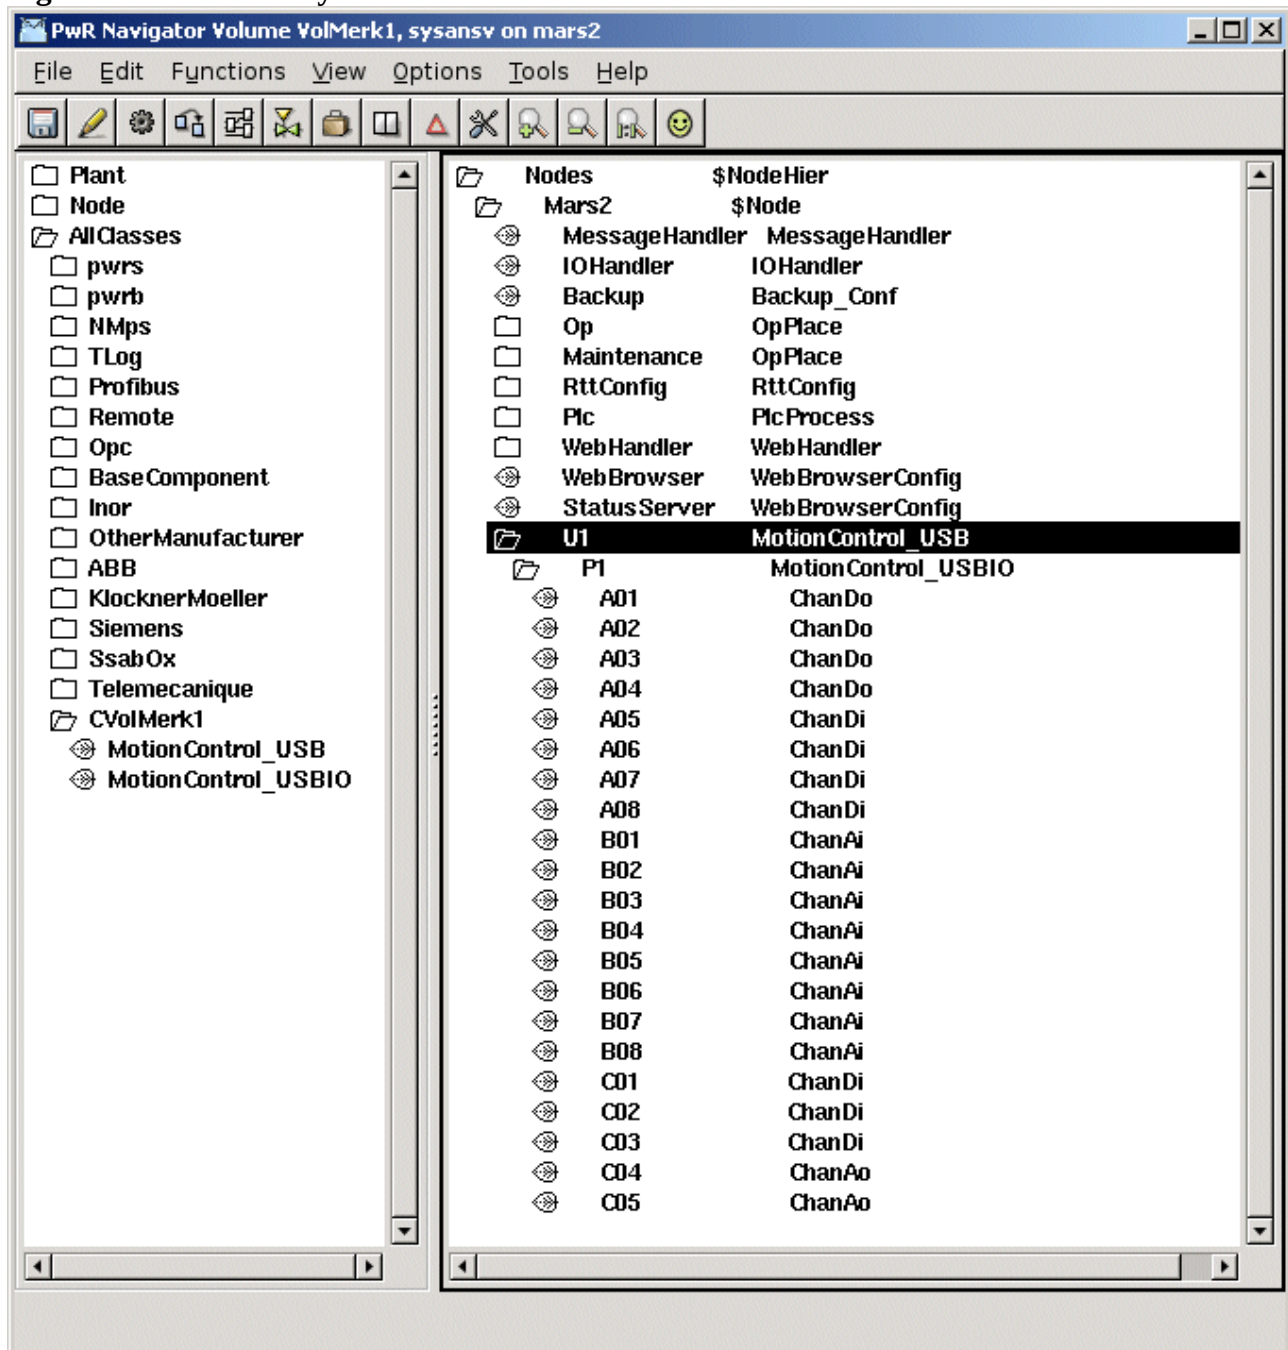 PwR Navigator Volume VolMerk1, sysansv on mars2
File Edit Functions View Options Tools Help
Plant
Node
AllClasses
pwrs
pwrb
NMps
TLog
Profibus
Remote
Opc
BaseComponent
Inor
OtherManufacturer
ABB
KlocknerMoeller
Siemens
SsabOx
Telemecanique
CVolMerk1
MotionControl_USB
MotionControl_USBIO
Nodes $NodeHier
Mars2 $Node
MessageHandler MessageHandler
IOHandler IOHandler
Backup Backup_Conf
Op OpPlace
Maintenance OpPlace
RttConfig RttConfig
Plc PlcProcess
WebHandler WebHandler
WebBrowser WebBrowserConfig
StatusServer WebBrowserConfig
U1 MotionControl_USB
P1 MotionControl_USBIO
A01 ChanDo
A02 ChanDo
A03 ChanDo
A04 ChanDo
A05 ChanDi
A06 ChanDi
A07 ChanDi
A08 ChanDi
B01 ChanAi
B02 ChanAi
B03 ChanAi
B04 ChanAi
B05 ChanAi
B06 ChanAi
B07 ChanAi
B08 ChanAi
C01 ChanDi
C02 ChanDi
C03 ChanDi
C04 ChanAo
C05 ChanAo